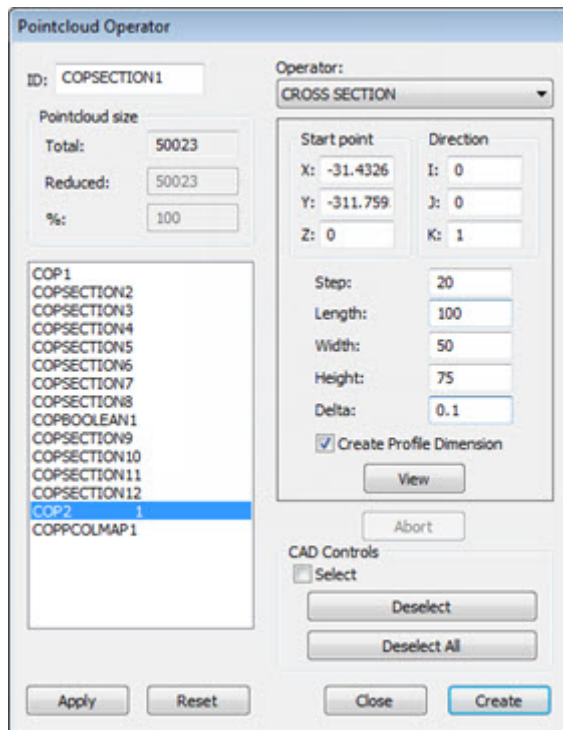 Pointcloud Operator
ID: COPSECTION1
Pointcloud size
Total: 50023
Reduced: 50023
%: 100
COP1
COPSECTION2
COPSECTION3
COPSECTION4
COPSECTION5
COPSECTION6
COPSECTION7
COPSECTION8
COPBOOLEAN1
COPSECTION9
COPSECTION10
COPSECTION11
COPSECTION12
COP2 1
COPPCOLMAP1
Operator:
CROSS SECTION
Start point
X: -31.4326
Y: -311.759
Z: 0
Direction
I: 0
J: 0
K: 1
Step: 20
Length: 100
Width: 50
Height: 75
Delta: 0.1
Create Profile Dimension
View
Abort
CAD Controls
Select
Deselect
Deselect All
Apply Reset Close Create